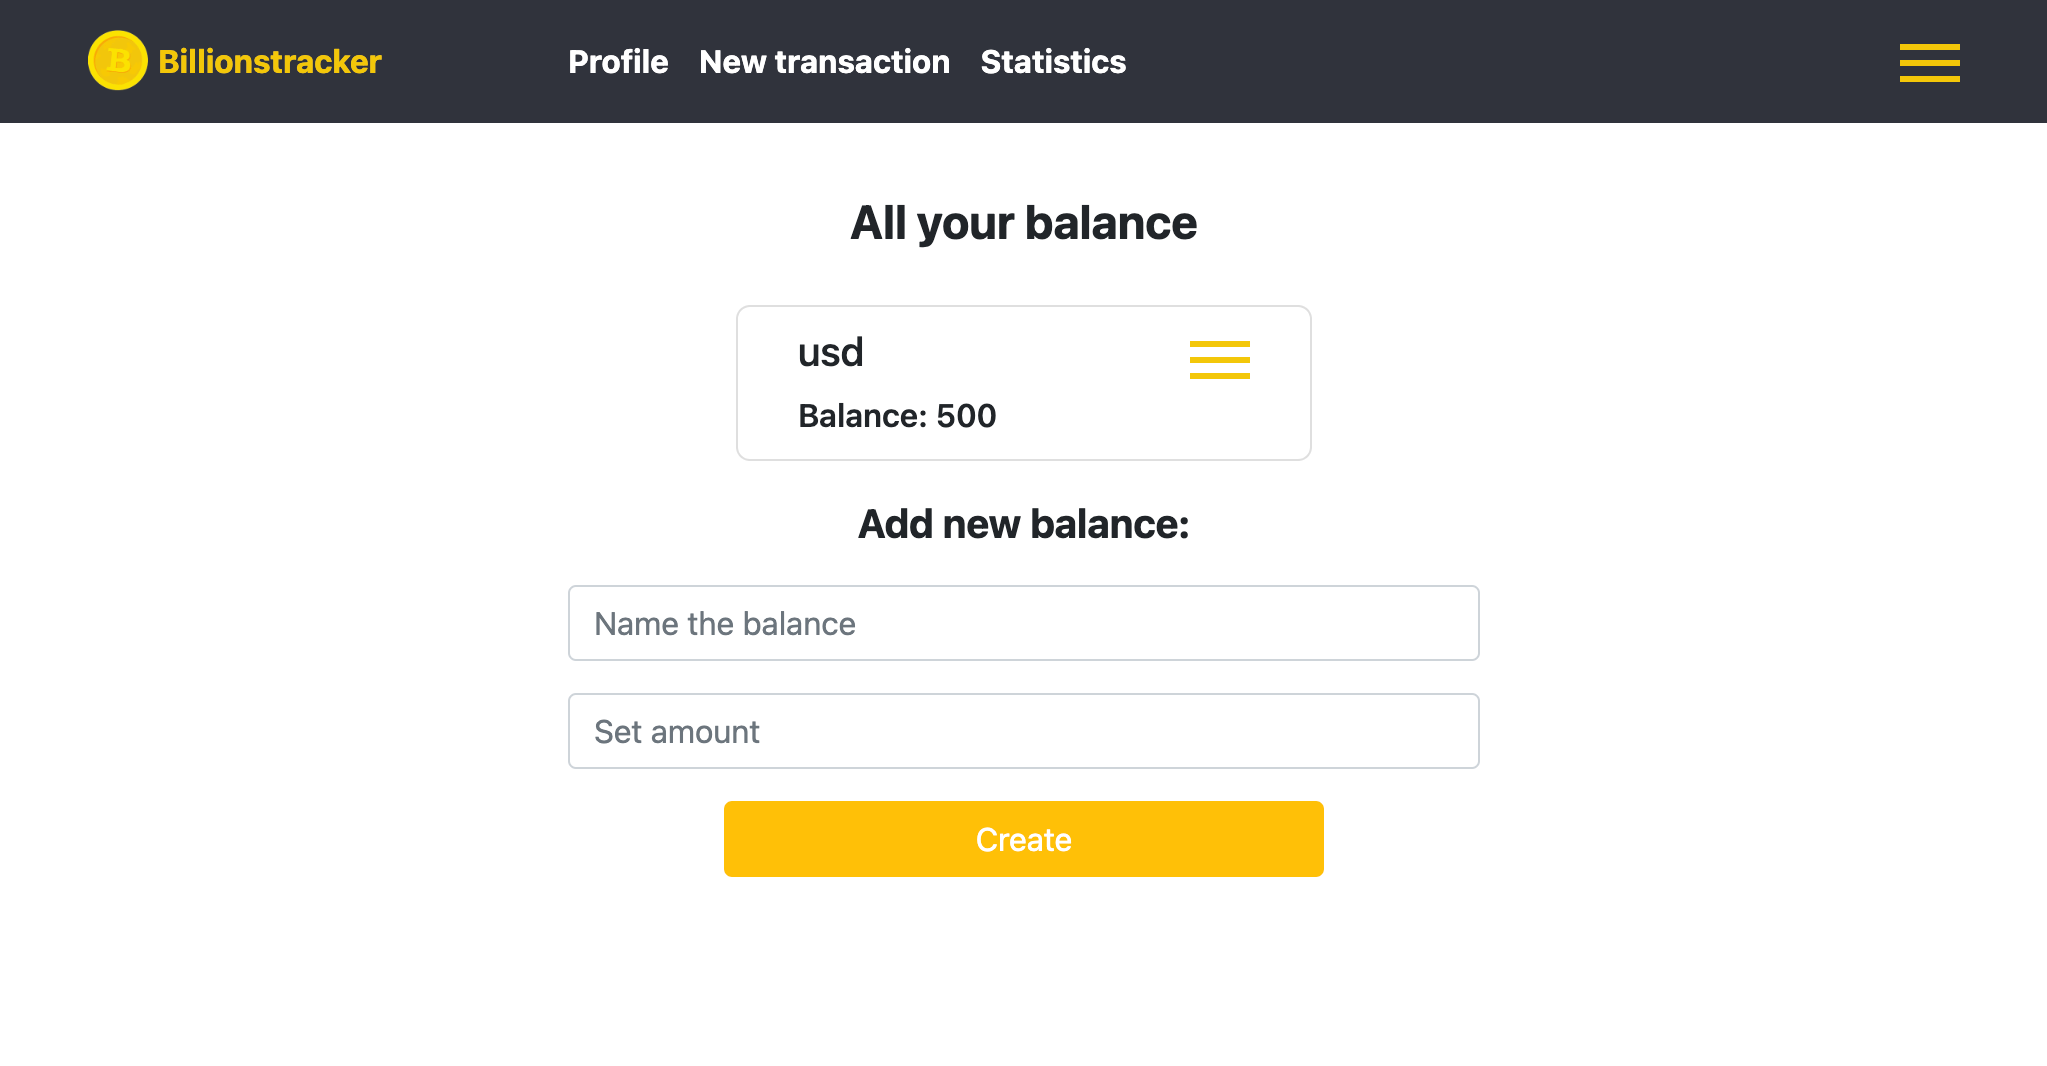 B Billionstracker Profile New transaction Statistics
All your balance
usd
Balance: 500
Add new balance:
Name the balance
Set amount
Create